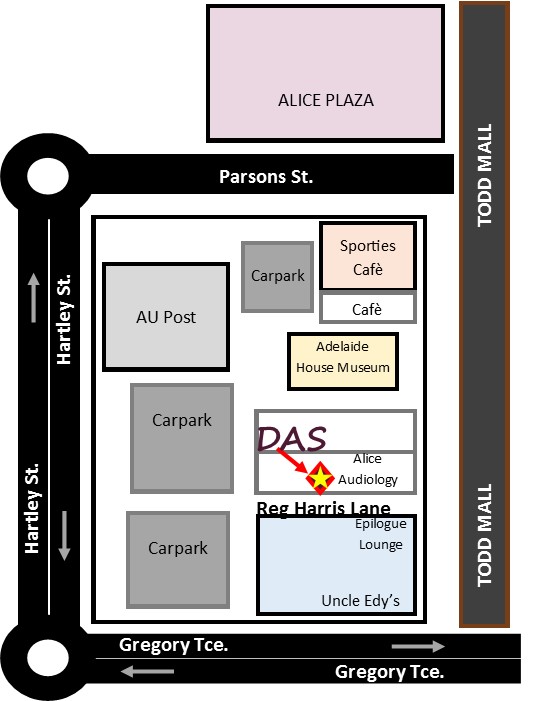 ALICE PLAZA
TODD MALL
Parsons St.
Sporties
Cafè
Carpark
Hartley St.
Cafè
AU Post
Adelaide
House Museum
Carpark
DAS
Alice
Audiology
Hartley St.
Reg Harris Lane
Epilogue
Lounge
Carpark
TODD MALL
Uncle Edy’s
Gregory Tce.
Gregory Tce.